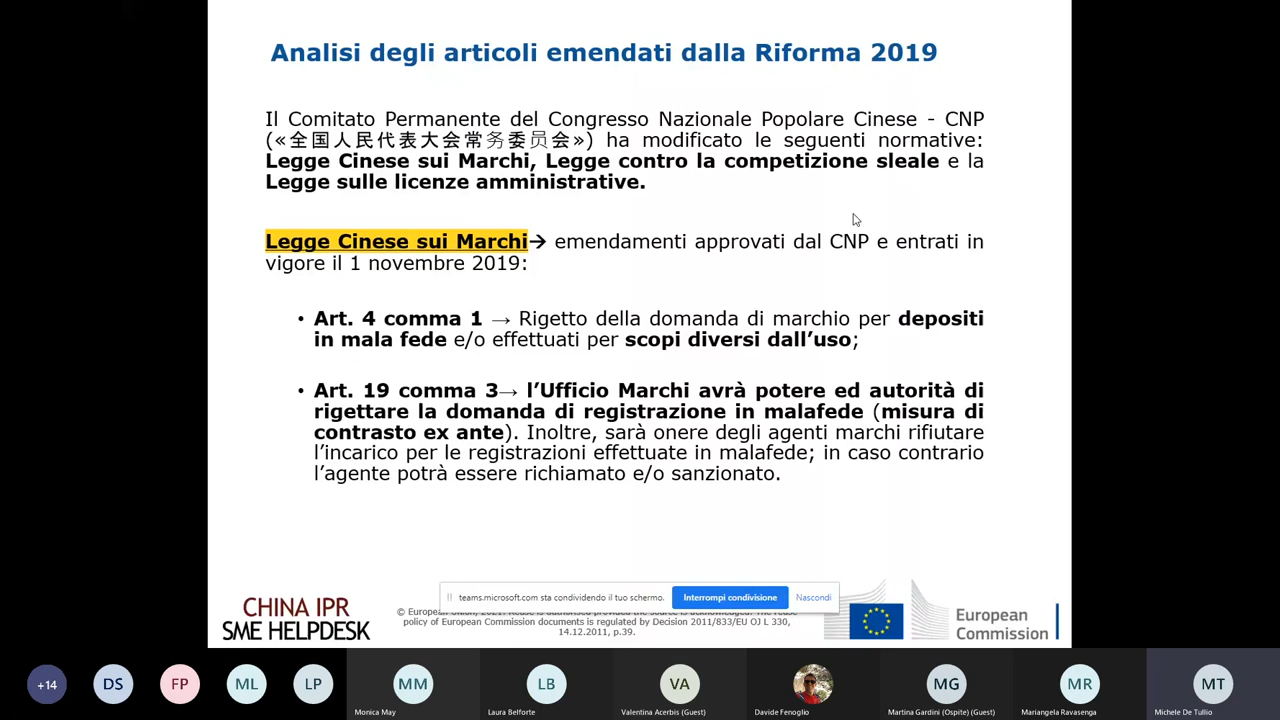 Analisi degli articoli emendati dalla Riforma 2019
Il Comitato Permanente del Congresso Nazionale Popolare Cinese - CNP
(«全国人民代表大会常务委员会») ha modificato le seguenti normative:
Legge Cinese sui Marchi, Legge contro la competizione sleale e la
Legge sulle licenze amministrative.
Legge Cinese sui Marchi→ emendamenti approvati dal CNP e entrati in
vigore il 1 novembre 2019:
• Art. 4 comma 1 → Rigetto della domanda di marchio per depositi
in mala fede e/o effettuati per scopi diversi dall’uso;
• Art. 19 comma 3→ l’Ufficio Marchi avrà potere ed autorità di
rigettare la domanda di registrazione in malafede (misura di
contrasto ex ante). Inoltre, sarà onere degli agenti marchi rifiutare
l’incarico per le registrazioni effettuate in malafede; in caso contrario
l’agente potrà essere richiamato e/o sanzionato.
teams.microsoft.com sta condividendo il tuo schermo. Interrompi condivisione Nascondi
CHINA IPR
SME HELPDESK
© European Union, 2021. Reuse is authorised provided the source is acknowledged. The reuse
policy of European Commission documents is regulated by Decision 2011/833/EU OJ L 330,
14.12.2011, p.39.
European
Commission
+14 DS FP ML LP MM LB VA MG MR MT
Monica May Laura Belforte Valentina Acerbis (Guest) Davide Fenoglio Martina Gardini (Ospite) (Guest) Mariangela Ravasenga Michele De Tullio